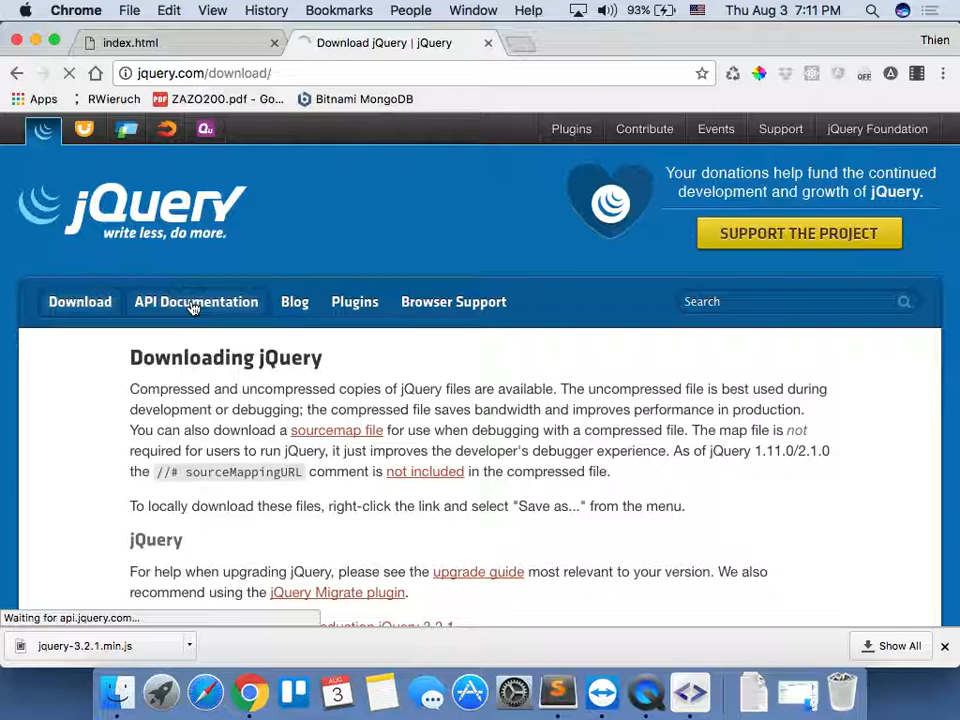 Chrome File Edit View History Bookmarks People Window Help 93% Thu Aug 3 7:11 PM
index.html Download jQuery | jQuery Thien
jquery.com/download/ OFF
Apps RWieruch PDF ZAZO200.pdf - Go... Bitnami MongoDB
Qu Plugins Contribute Events Support jQuery Foundation
jQuery
write less, do more.
Your donations help fund the continued
development and growth of jQuery.
SUPPORT THE PROJECT
Download API Documentation Blog Plugins Browser Support Search
Downloading jQuery
Compressed and uncompressed copies of jQuery files are available. The uncompressed file is best used during
development or debugging; the compressed file saves bandwidth and improves performance in production.
You can also download a sourcemap file for use when debugging with a compressed file. The map file is not
required for users to run jQuery, it just improves the developer's debugger experience. As of jQuery 1.11.0/2.1.0
the //# sourceMappingURL comment is not included in the compressed file.
To locally download these files, right-click the link and select "Save as..." from the menu.
jQuery
For help when upgrading jQuery, please see the upgrade guide most relevant to your version. We also
recommend using the jQuery Migrate plugin.
Waiting for api.jquery.com... jQuery 3.2.1
jquery-3.2.1.min.js Show All
AUG
3